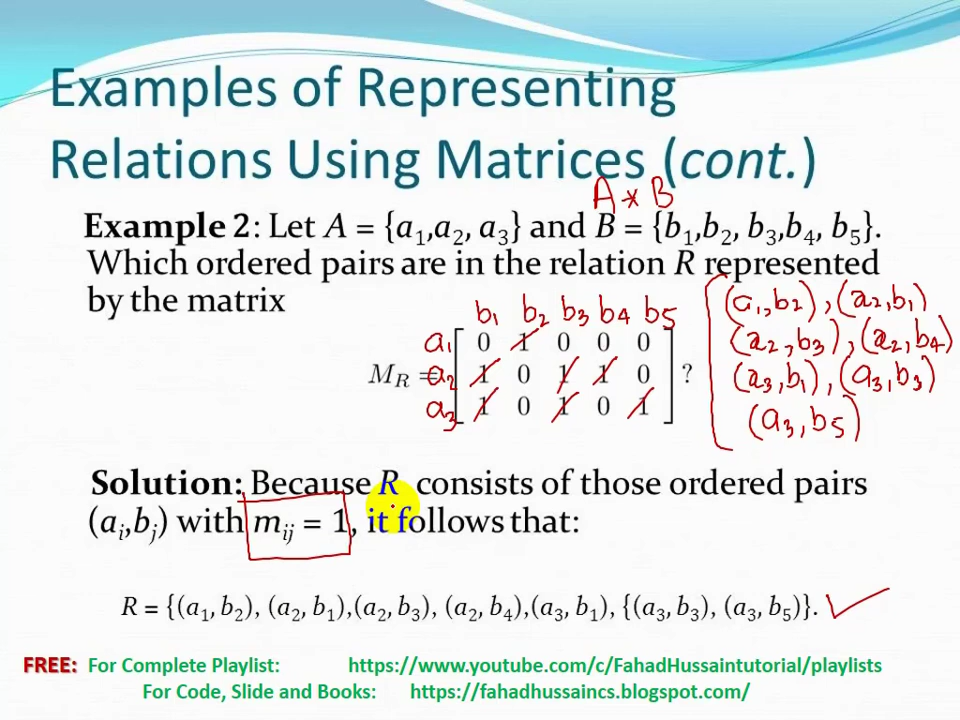 Examples of Representing
Relations Using Matrices (cont.)
A * B
Example 2: Let A = {a₁,a₂, a₃} and B = {b₁,b₂, b₃,b₄, b₅}.
Which ordered pairs are in the relation R represented
by the matrix
b₁ b₂ b₃ b₄ b₅
a₁ 0 1 0 0 0
M_R = a₂ 1 0 1 1 0 ?
a₃ 1 0 1 0 1
(a₁,b₂), (a₂,b₁)
(a₂,b₃), (a₂,b₄)
(a₃,b₁), (a₃,b₃)
(a₃,b₅)
Solution: Because R consists of those ordered pairs
(aᵢ,bⱼ) with mᵢⱼ = 1, it follows that:
R = {(a₁, b₂), (a₂, b₁),(a₂, b₃), (a₂, b₄),(a₃, b₁), {(a₃, b₃), (a₃, b₅)}.
FREE: For Complete Playlist: https://www.youtube.com/c/FahadHussaintutorial/playlists
For Code, Slide and Books: https://fahadhussaincs.blogspot.com/